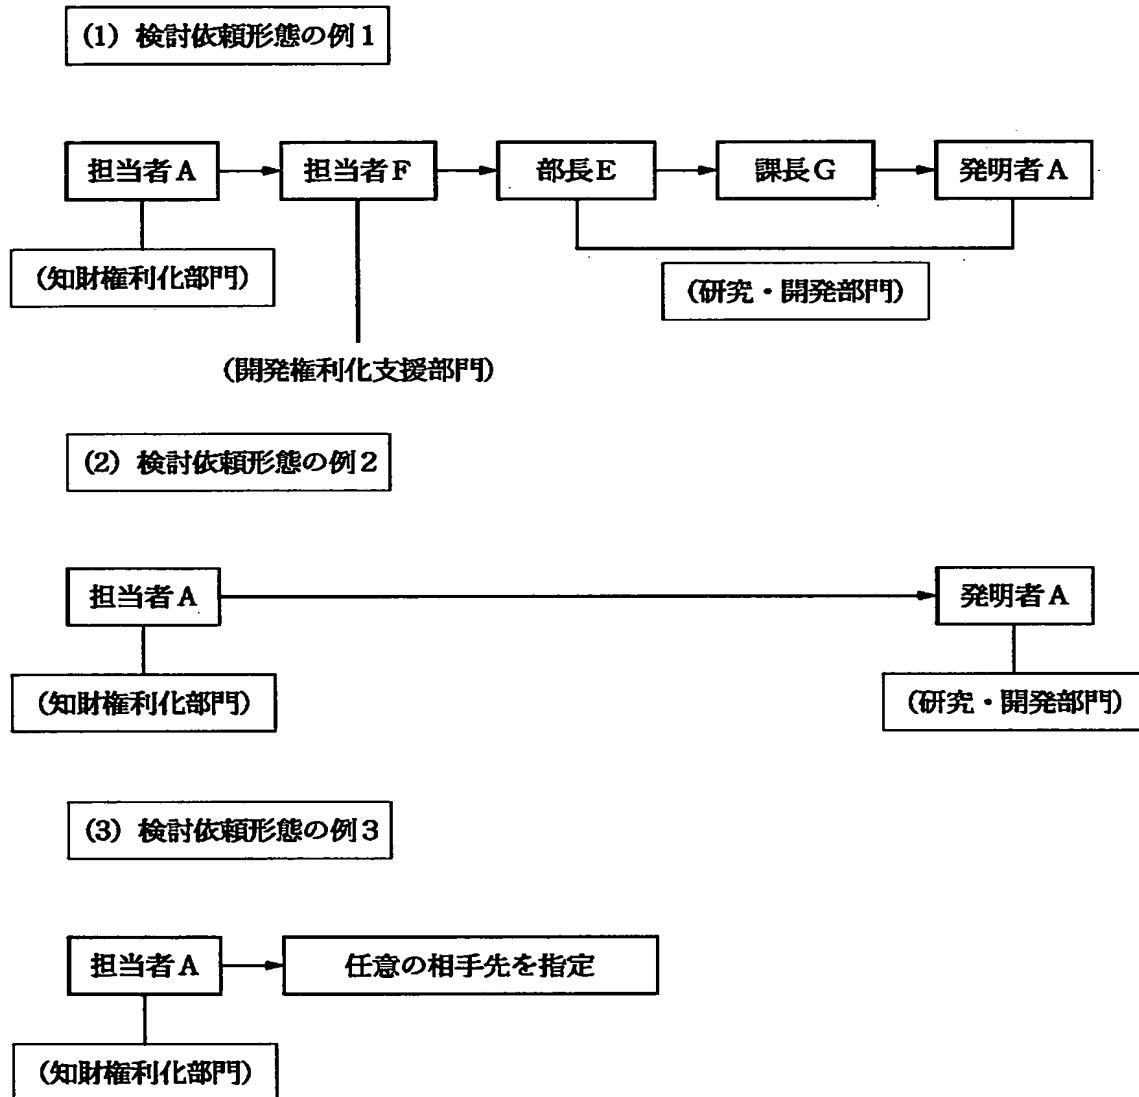 (1) 検討依頼形態の例1
担当者A
担当者F
部長E
課長G
発明者A
(知財権利化部門)
(研究・開発部門)
(開発権利化支援部門)
(2) 検討依頼形態の例2
担当者A
発明者A
(知財権利化部門)
(研究・開発部門)
(3) 検討依頼形態の例3
担当者A
任意の相手先を指定
(知財権利化部門)